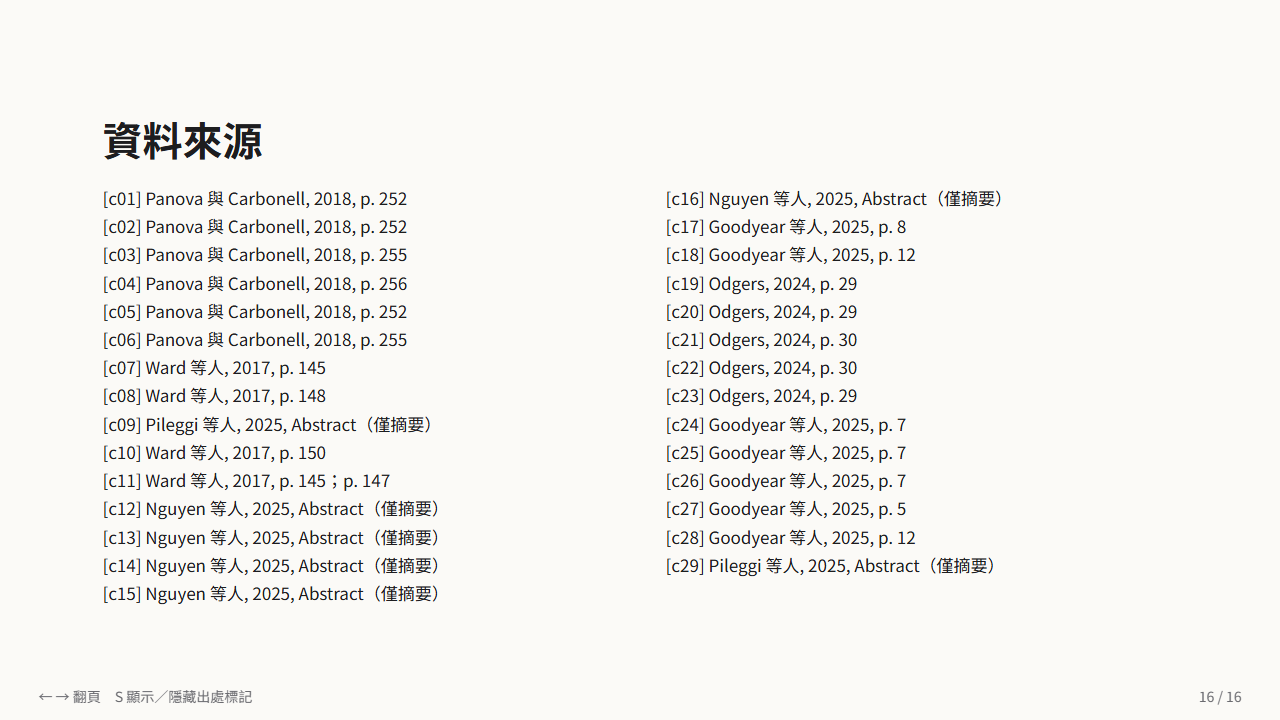 資料來源
[c01] Panova 與 Carbonell, 2018, p. 252
[c02] Panova 與 Carbonell, 2018, p. 252
[c03] Panova 與 Carbonell, 2018, p. 255
[c04] Panova 與 Carbonell, 2018, p. 256
[c05] Panova 與 Carbonell, 2018, p. 252
[c06] Panova 與 Carbonell, 2018, p. 255
[c07] Ward 等人, 2017, p. 145
[c08] Ward 等人, 2017, p. 148
[c09] Pileggi 等人, 2025, Abstract（僅摘要）
[c10] Ward 等人, 2017, p. 150
[c11] Ward 等人, 2017, p. 145；p. 147
[c12] Nguyen 等人, 2025, Abstract（僅摘要）
[c13] Nguyen 等人, 2025, Abstract（僅摘要）
[c14] Nguyen 等人, 2025, Abstract（僅摘要）
[c15] Nguyen 等人, 2025, Abstract（僅摘要）
[c16] Nguyen 等人, 2025, Abstract（僅摘要）
[c17] Goodyear 等人, 2025, p. 8
[c18] Goodyear 等人, 2025, p. 12
[c19] Odgers, 2024, p. 29
[c20] Odgers, 2024, p. 29
[c21] Odgers, 2024, p. 30
[c22] Odgers, 2024, p. 30
[c23] Odgers, 2024, p. 29
[c24] Goodyear 等人, 2025, p. 7
[c25] Goodyear 等人, 2025, p. 7
[c26] Goodyear 等人, 2025, p. 7
[c27] Goodyear 等人, 2025, p. 5
[c28] Goodyear 等人, 2025, p. 12
[c29] Pileggi 等人, 2025, Abstract（僅摘要）
←→ 翻頁　S 顯示／隱藏出處標記
16 / 16